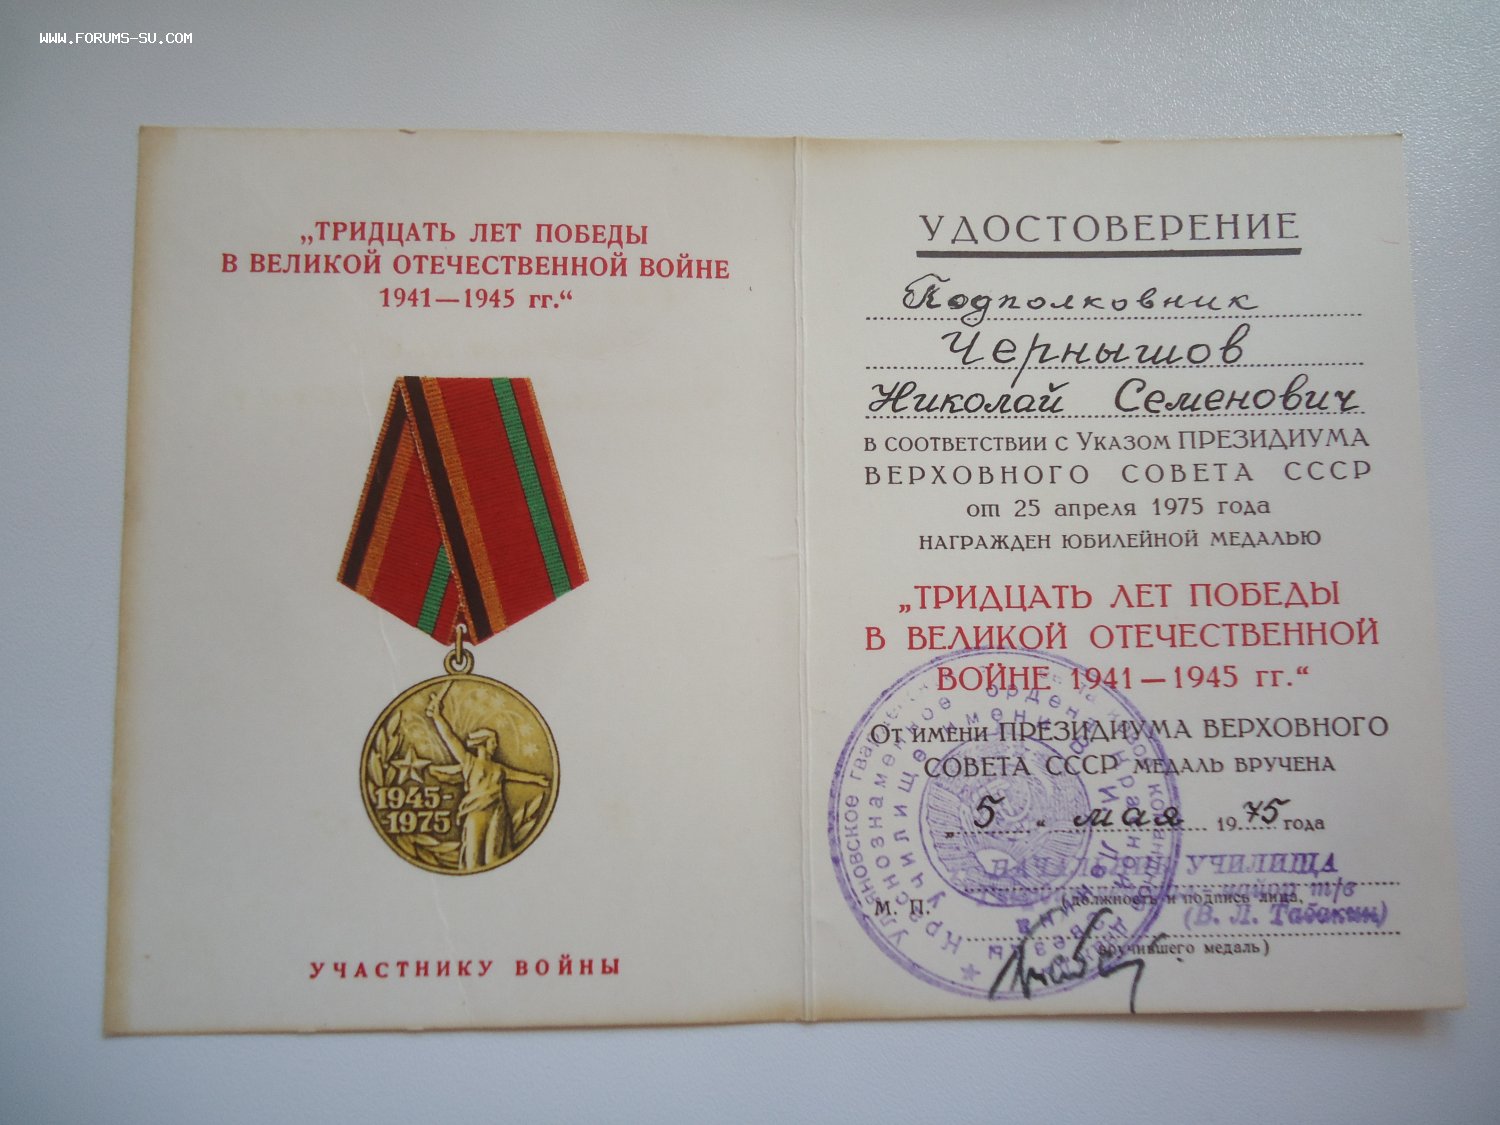 WWW.FORUMS-SU.COM
„ТРИДЦАТЬ ЛЕТ ПОБЕДЫ
В ВЕЛИКОЙ ОТЕЧЕСТВЕННОЙ ВОЙНЕ
1941—1945 гг.“
1945-
1975
УЧАСТНИКУ ВОЙНЫ
УДОСТОВЕРЕНИЕ
Подполковник
Чернышов
Николай Семенович
в соответствии с Указом ПРЕЗИДИУМА
ВЕРХОВНОГО СОВЕТА СССР
от 25 апреля 1975 года
награжден юбилейной медалью
„ТРИДЦАТЬ ЛЕТ ПОБЕДЫ
В ВЕЛИКОЙ ОТЕЧЕСТВЕННОЙ
ВОЙНЕ 1941—1945 гг.“
От имени ПРЕЗИДИУМА ВЕРХОВНОГО
СОВЕТА СССР медаль вручена
„5“ мая 1975 года
НАЧАЛЬНИК УЧИЛИЩА
майор т/в
М. П. (должность и подпись лица,
(В. Л. Табакин)
вручившего медаль)